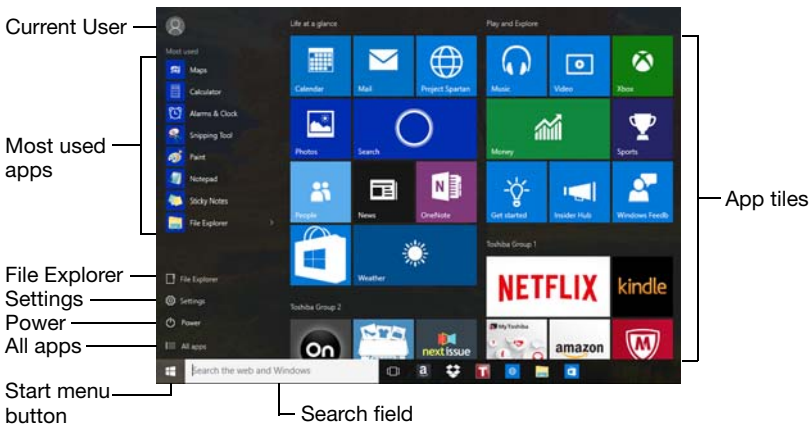 Current User
Most used apps
File Explorer
Settings
Power
All apps
Start menu button
Search field
App tiles
Most used
Maps
Calculator
Alarms & Clock
Snipping Tool
Paint
Notepad
Sticky Notes
File Explorer
File Explorer
Settings
Power
All apps
Search the web and Windows
Life at a glance
Calendar
Mail
Project Spartan
Photos
Search
People
News
N
OneNote
Weather
Toshiba Group 2
On
next issue
Play and Explore
Music
Video
Xbox
Money
Sports
Get started
Insider Hub
Windows Feedb
Toshiba Group 1
NETFLIX
kindle
My Toshiba
amazon
M
a
T